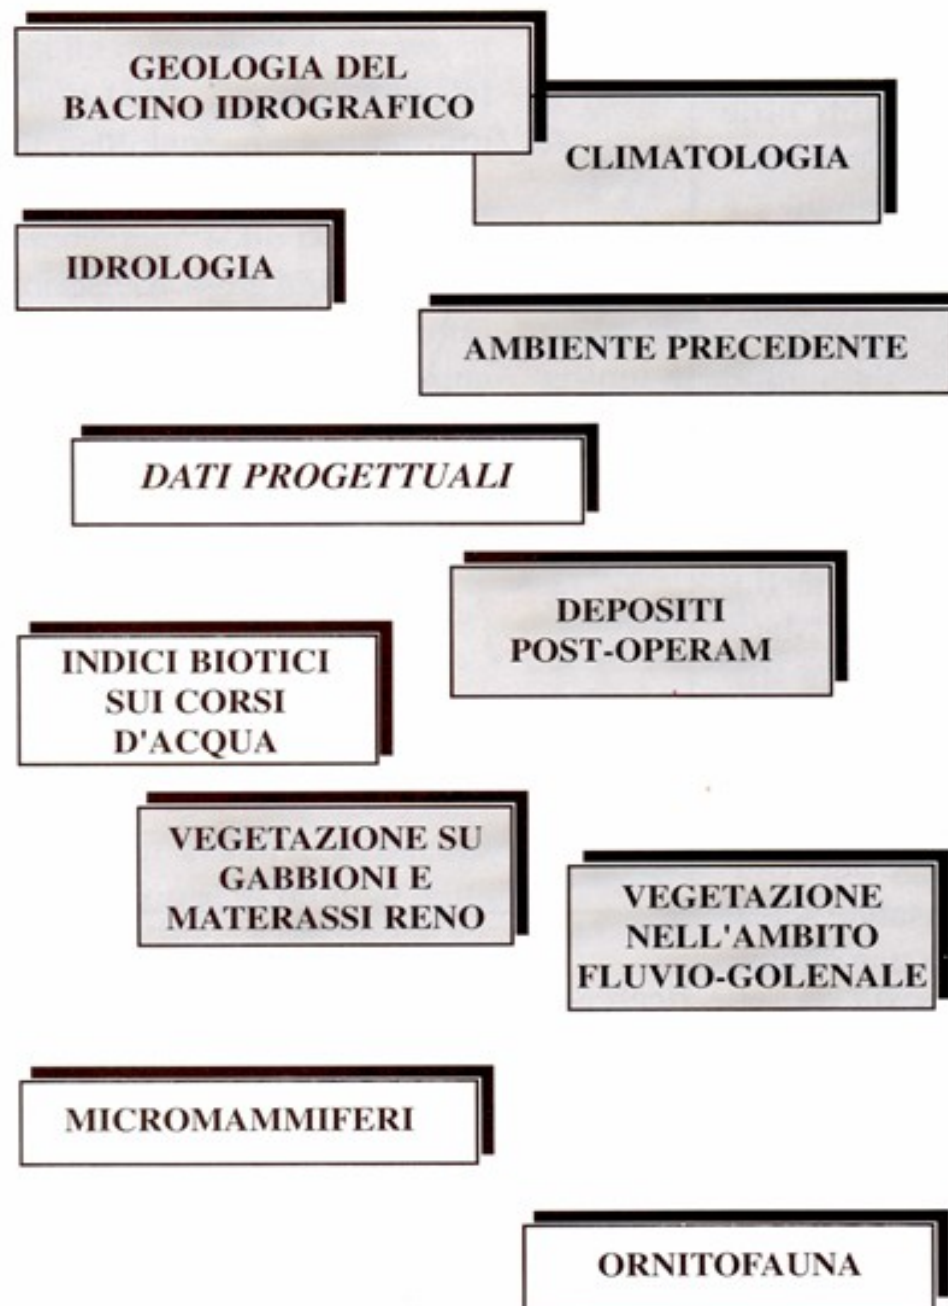 GEOLOGIA DEL
BACINO IDROGRAFICO
CLIMATOLOGIA
IDROLOGIA
AMBIENTE PRECEDENTE
DATI PROGETTUALI
DEPOSITI
POST-OPERAM
INDICI BIOTICI
SUI CORSI
D'ACQUA
VEGETAZIONE SU
GABBIONI E
MATERASSI RENO
VEGETAZIONE
NELL'AMBITO
FLUVIO-GOLENALE
MICROMAMMIFERI
ORNITOFAUNA